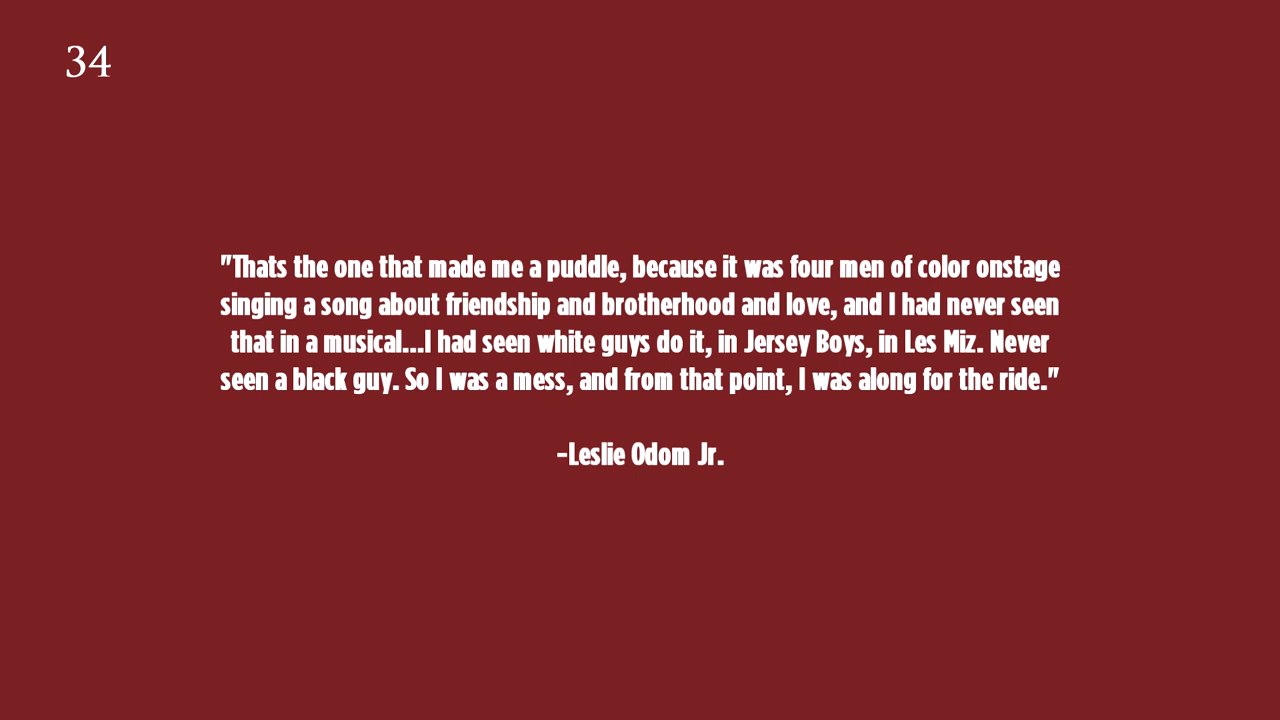 34
"Thats the one that made me a puddle, because it was four men of color onstage
singing a song about friendship and brotherhood and love, and I had never seen
that in a musical...I had seen white guys do it, in Jersey Boys, in Les Miz. Never
seen a black guy. So I was a mess, and from that point, I was along for the ride."
-Leslie Odom Jr.